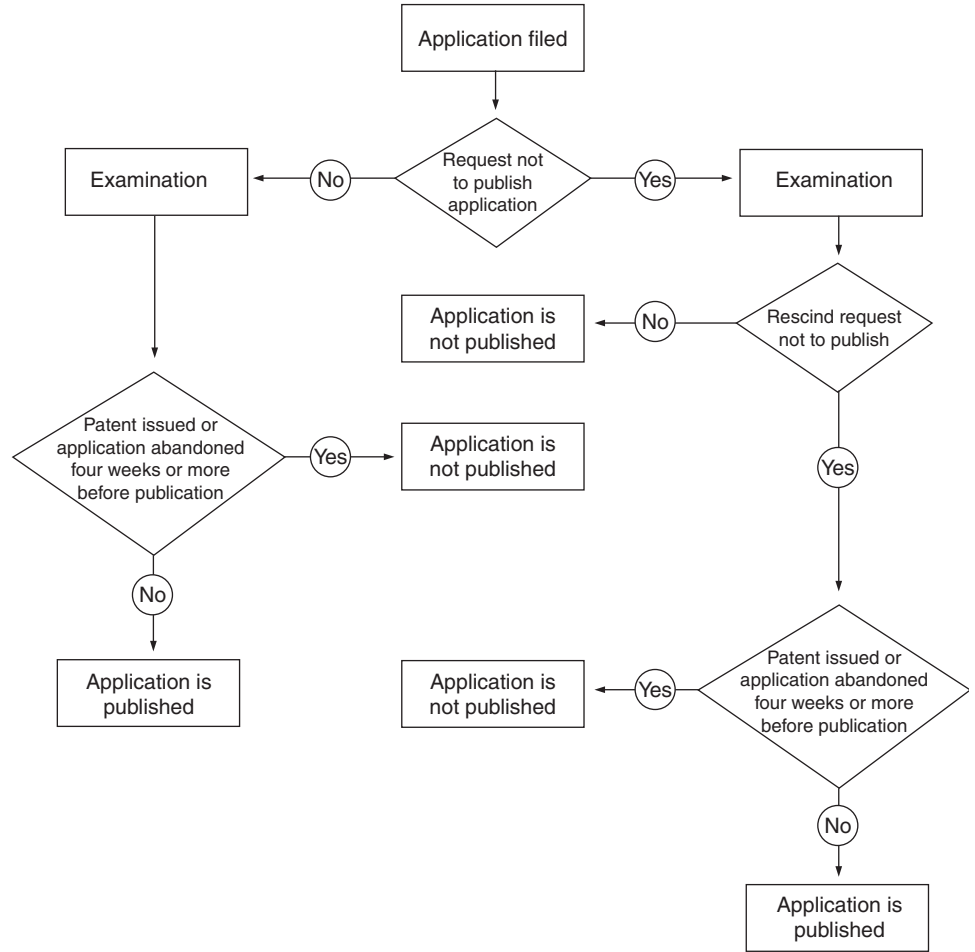 Application filed
Request not
to publish
application
No
Yes
Examination
Examination
Rescind request
not to publish
No
Application is
not published
Yes
Patent issued or
application abandoned
four weeks or more
before publication
Yes
Application is
not published
No
Application is
published
Patent issued or
application abandoned
four weeks or more
before publication
Yes
Application is
not published
No
Application is
published